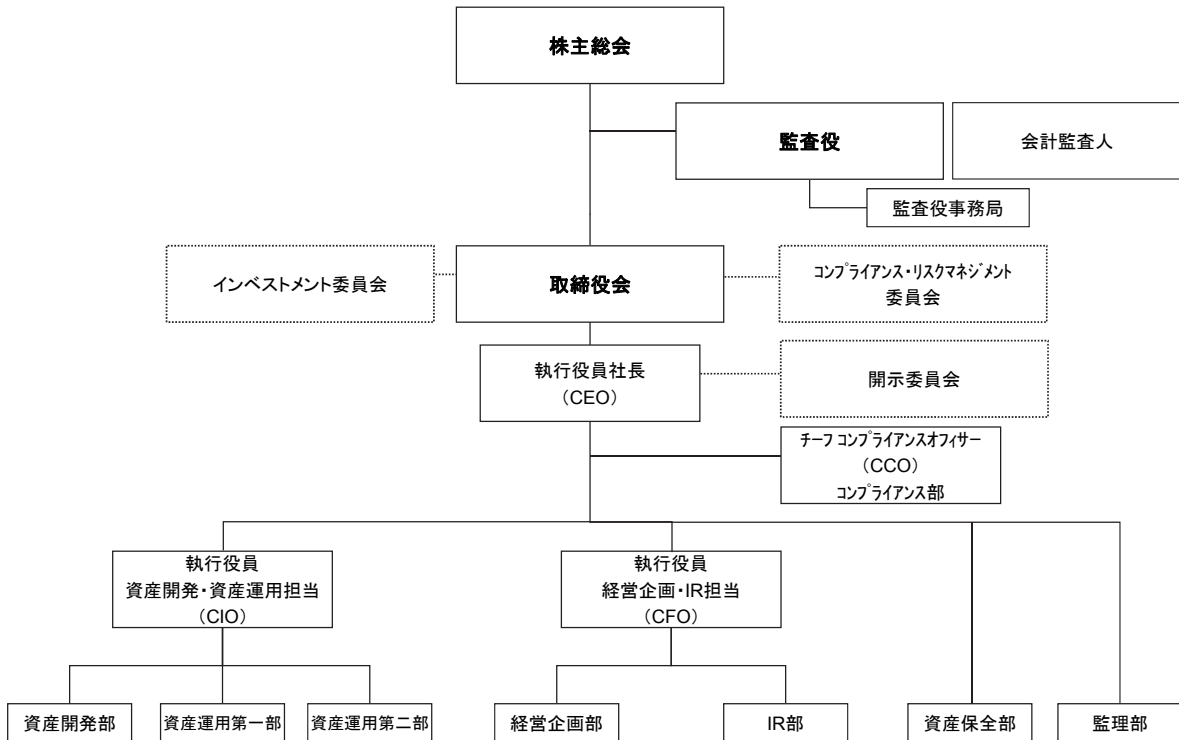 株主総会
監査役
会計監査人
監査役事務局
インベストメント委員会
取締役会
コンプライアンス・リスクマネジメント
委員会
執行役員社長
（CEO）
開示委員会
チーフ コンプライアンスオフィサー
（CCO）
コンプライアンス部
執行役員
資産開発・資産運用担当
（CIO）
執行役員
経営企画・IR担当
（CFO）
資産開発部
資産運用第一部
資産運用第二部
経営企画部
IR部
資産保全部
監理部